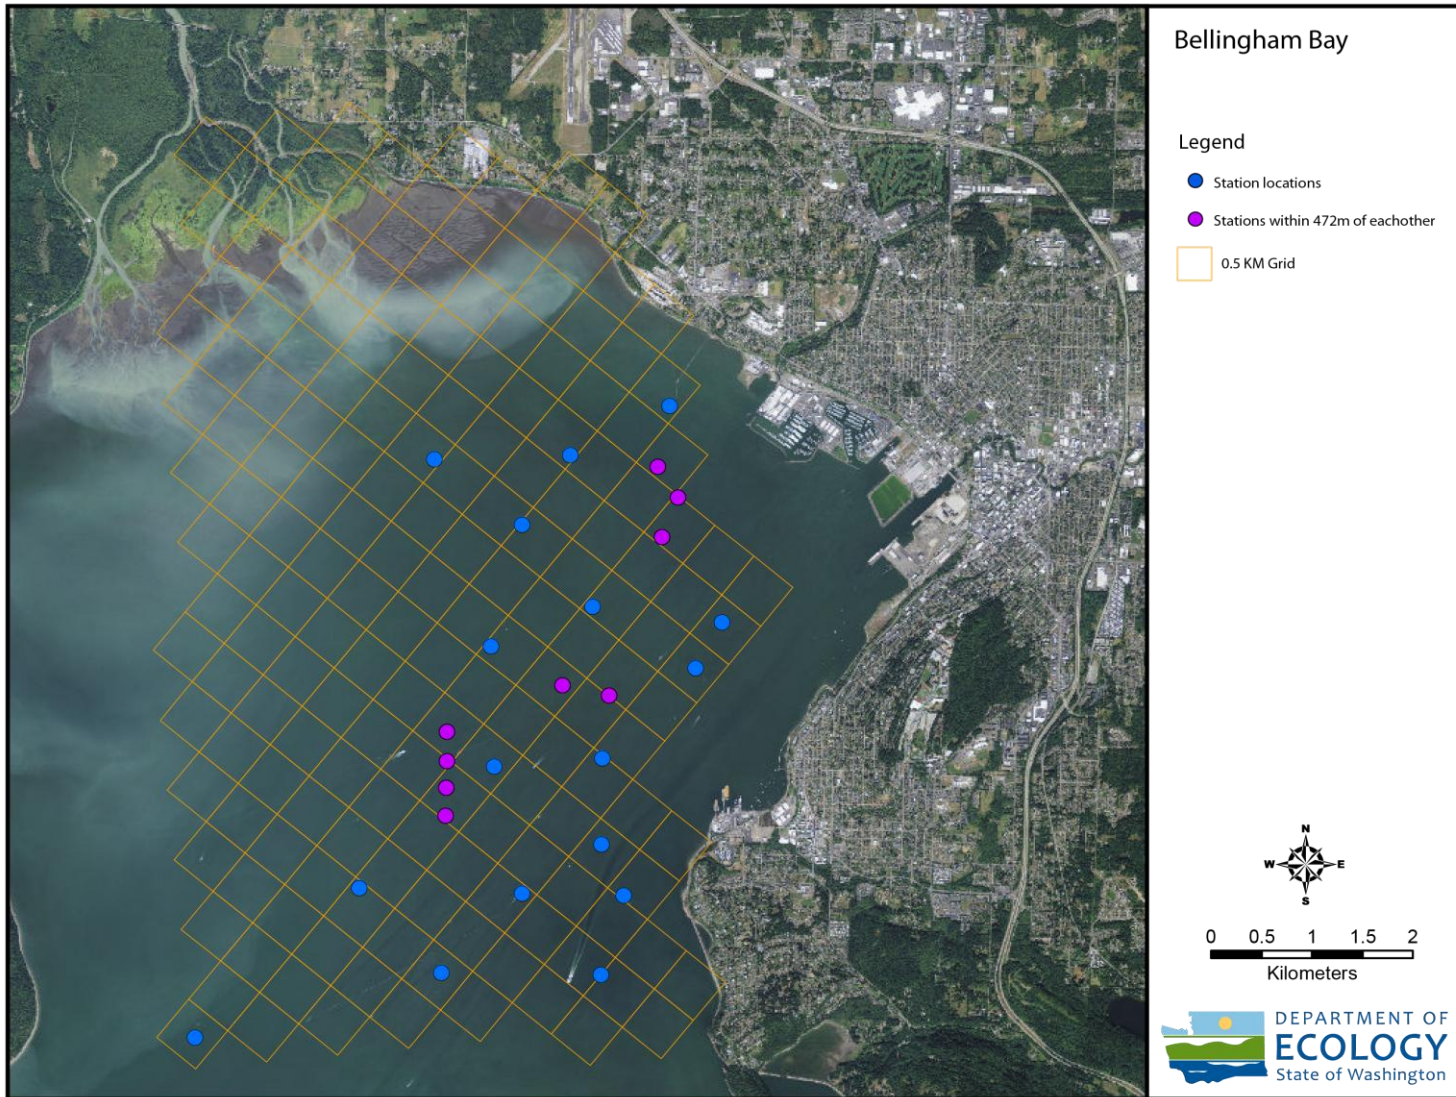 Bellingham Bay
Legend
Station locations
Stations within 472m of eachother
0.5 KM Grid
N
W E
S
0 0.5 1 1.5 2
Kilometers
DEPARTMENT OF
ECOLOGY
State of Washington